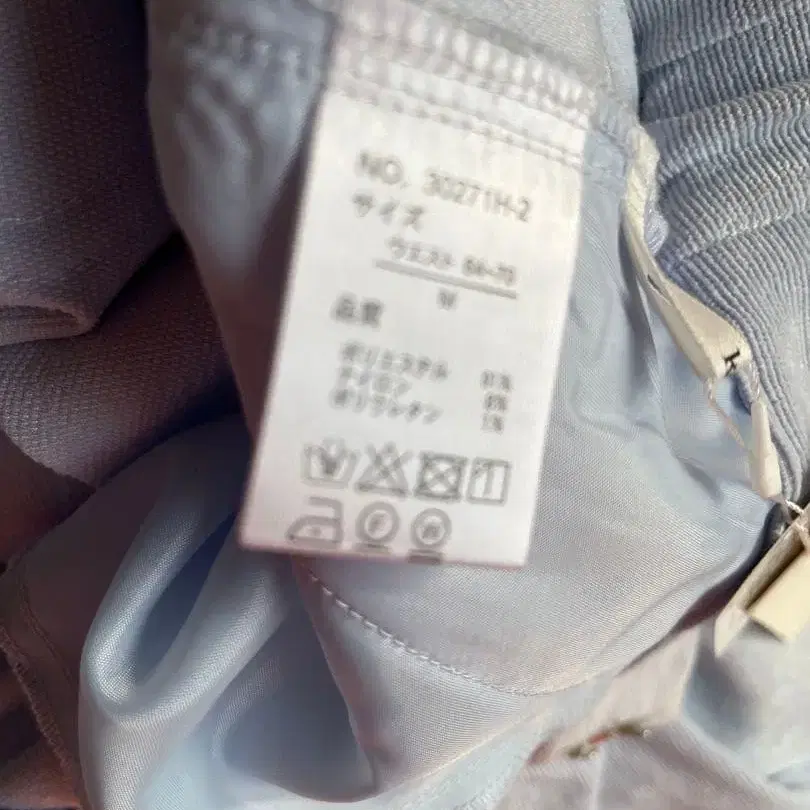 NO. 30271H-2
サイズ
ウエスト 64-70
M
品質
ポリエステル
ナイロン
ポリウレタン
F
W